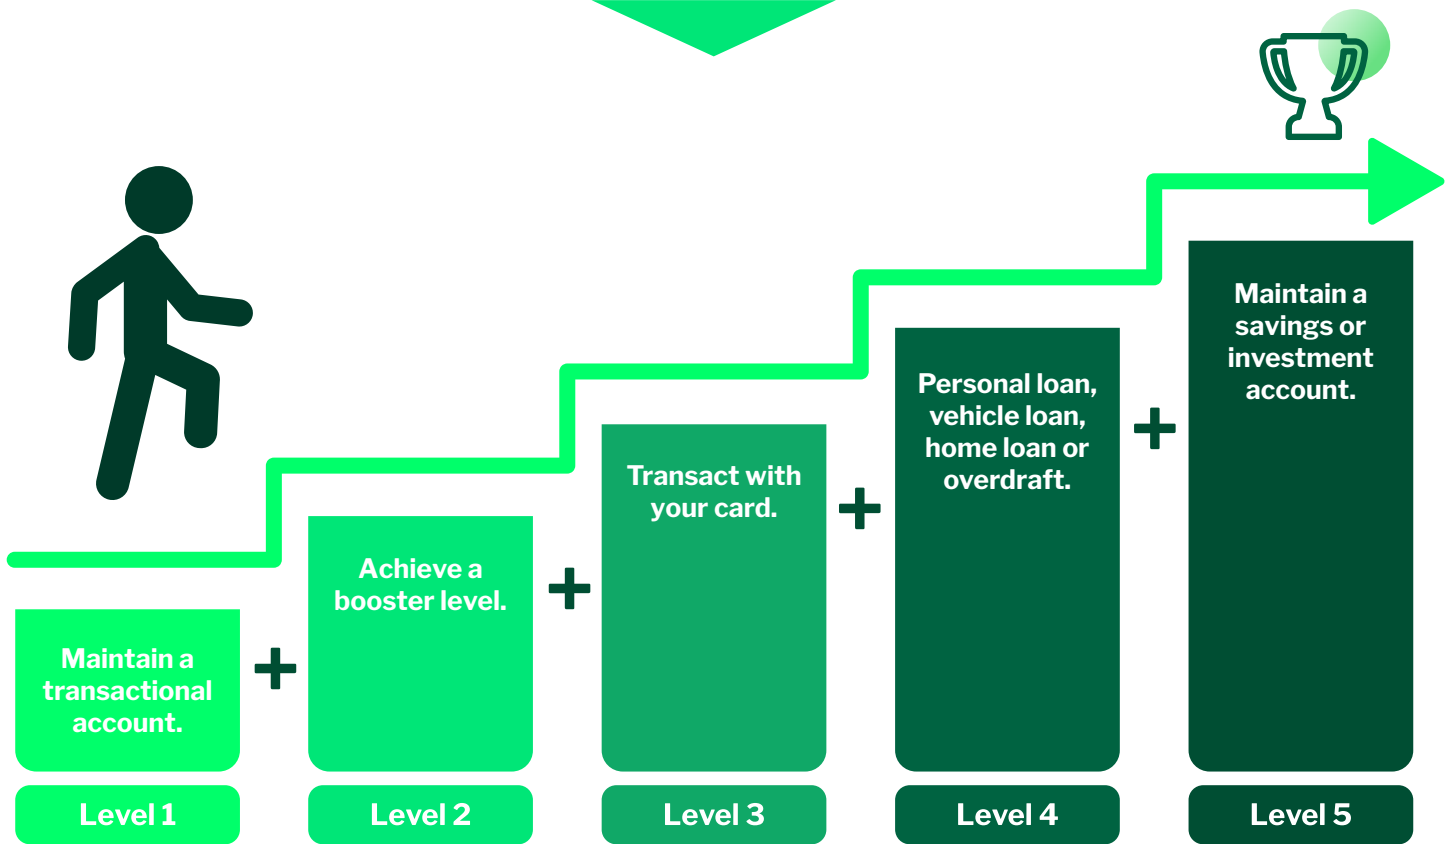 Maintain a
transactional
account.
Level 1
Achieve a
booster level.
Level 2
Transact with
your card.
Level 3
Personal loan,
vehicle loan,
home loan or
overdraft.
Level 4
Maintain a
savings or
investment
account.
Level 5